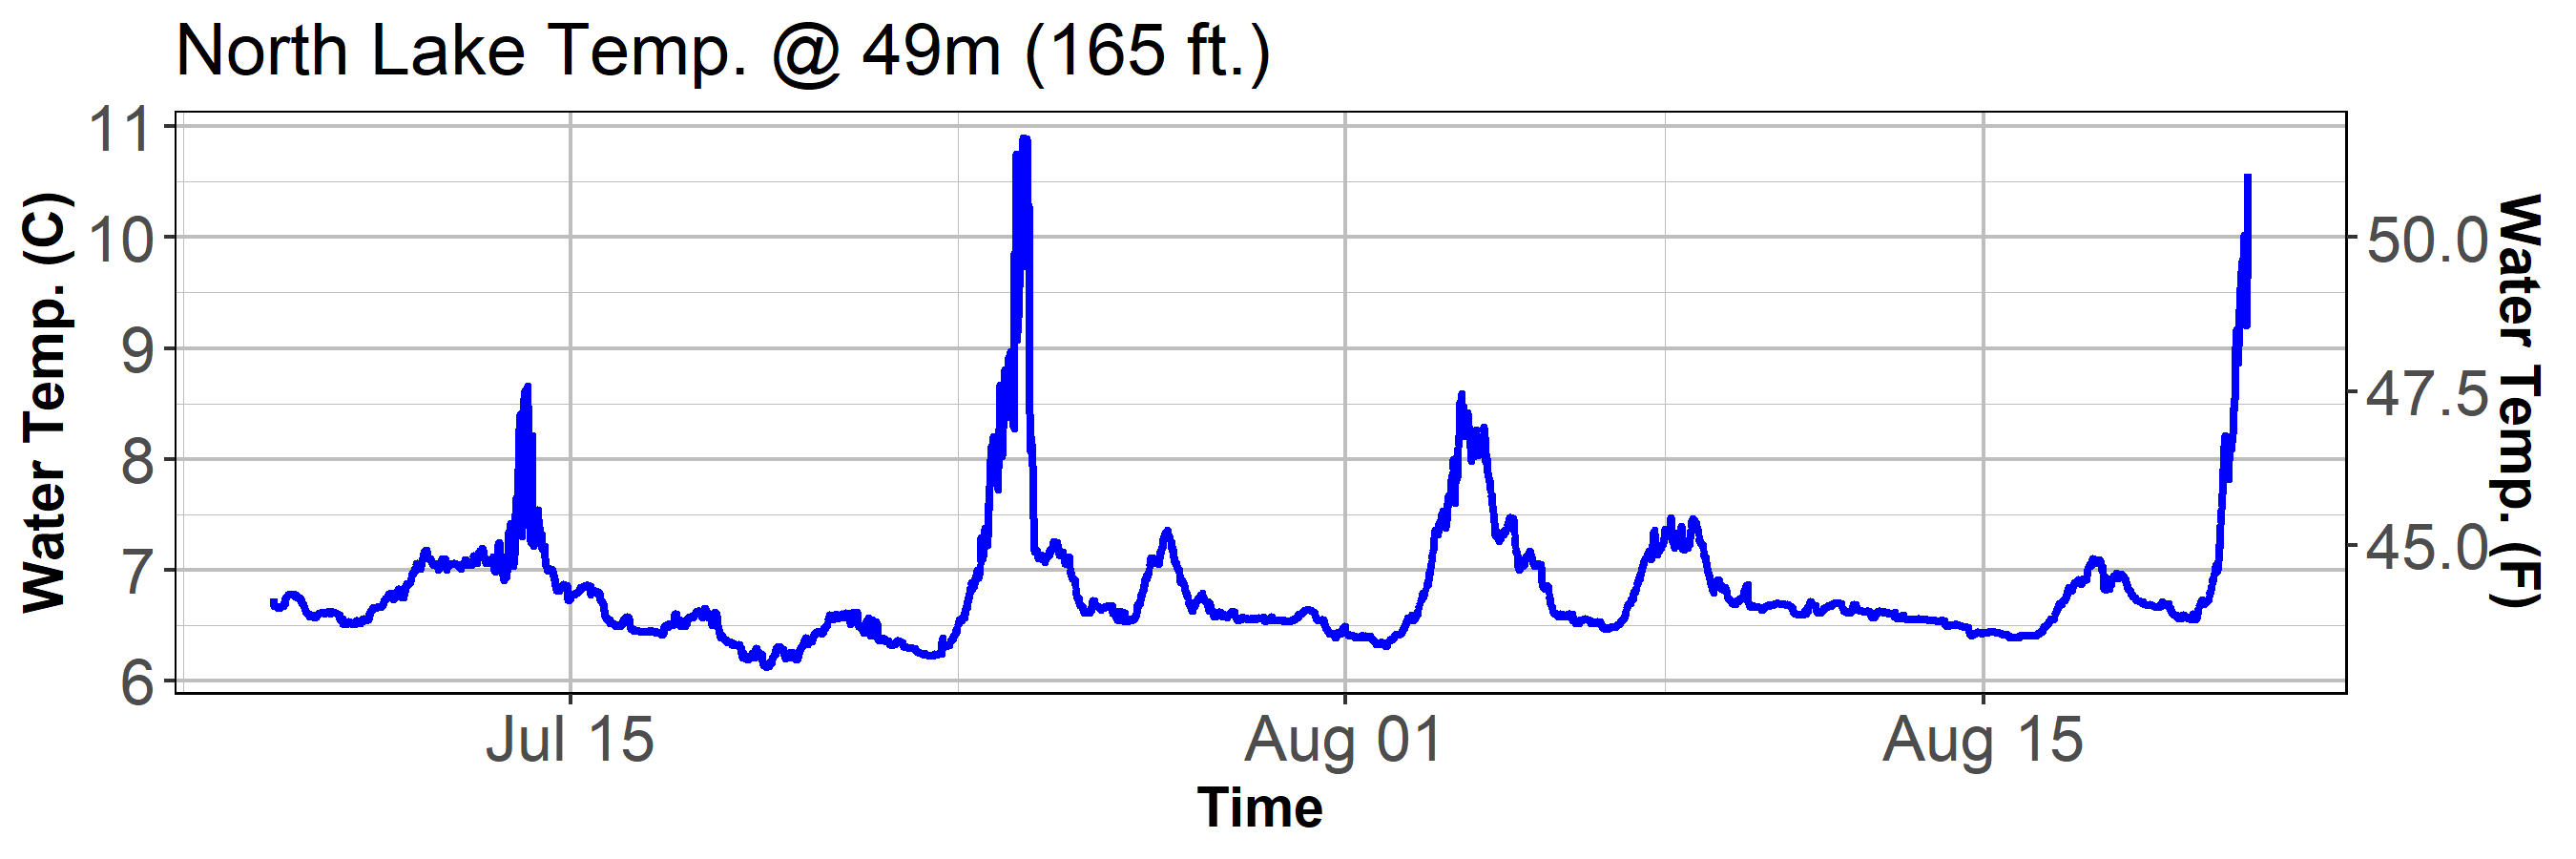 North Lake Temp. @ 49m (165 ft.)
Water Temp. (C)
11
10
9
8
7
6
50.0
47.5
45.0
Water Temp. (F)
Jul 15
Aug 01
Aug 15
Time